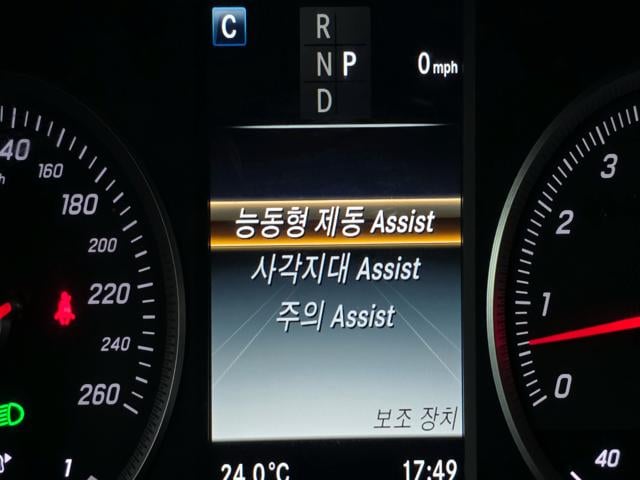 C
R
N P
D
0 mph
능동형 제동 Assist
사각지대 Assist
주의 Assist
보조 장치
24.0°C 17:49
160
180
200
220
240
260
3
2
1
0
40
1